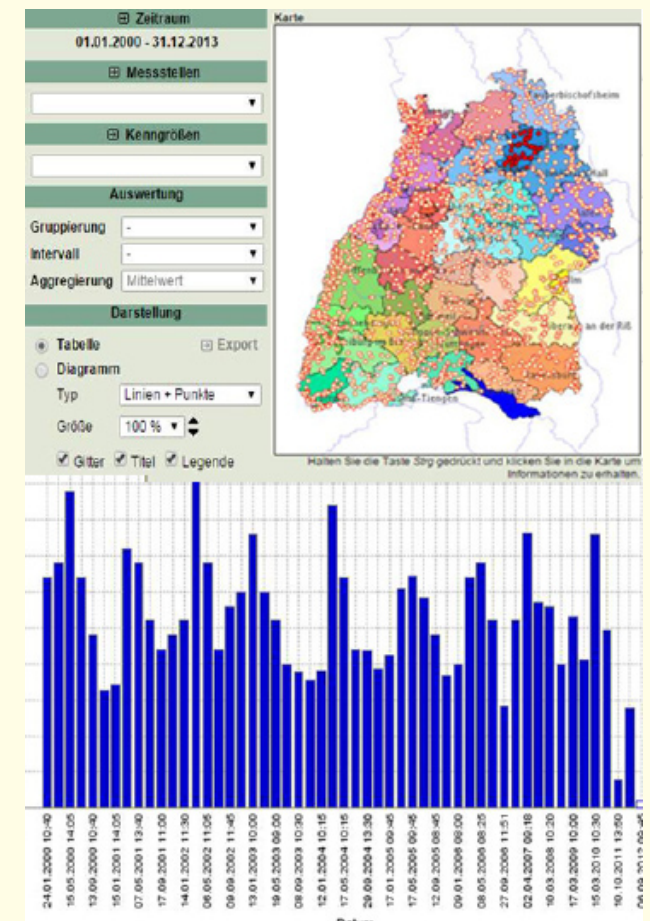 Zeitraum
01.01.2000 - 31.12.2013
Messstellen
Kenngrößen
Auswertung
Gruppierung -
Intervall -
Aggregierung Mittelwert
Darstellung
Tabelle Export
Diagramm
Typ Linien + Punkte
Größe 100 %
Gitter Titel Legende
Karte
Halten Sie die Taste Strg gedrückt und klicken Sie in die Karte um
Informationen zu erhalten.
24.01.2000 10:40
15.05.2000 14:05
13.09.2000 10:40
15.01.2001 14:05
07.05.2001 13:40
17.09.2001 11:00
14.01.2002 11:30
06.05.2002 11:05
09.09.2002 11:45
13.01.2003 10:00
19.05.2003 09:00
08.09.2003 10:30
12.01.2004 10:15
17.05.2004 10:15
20.09.2004 13:30
17.01.2005 09:45
17.05.2005 09:45
12.09.2005 08:45
09.01.2006 09:00
08.05.2006 08:25
27.09.2006 11:51
02.04.2007 09:18
10.03.2008 10:20
17.03.2009 10:00
15.03.2010 10:30
10.10.2011 13:50